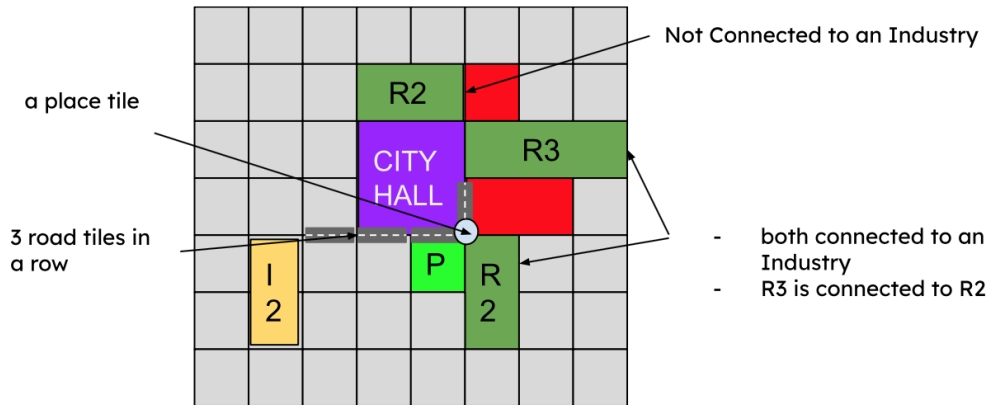 Not Connected to an Industry
a place tile
R2
R3
CITY
HALL
3 road tiles in
a row
P
I
2
R
2
- both connected to an
Industry
- R3 is connected to R2